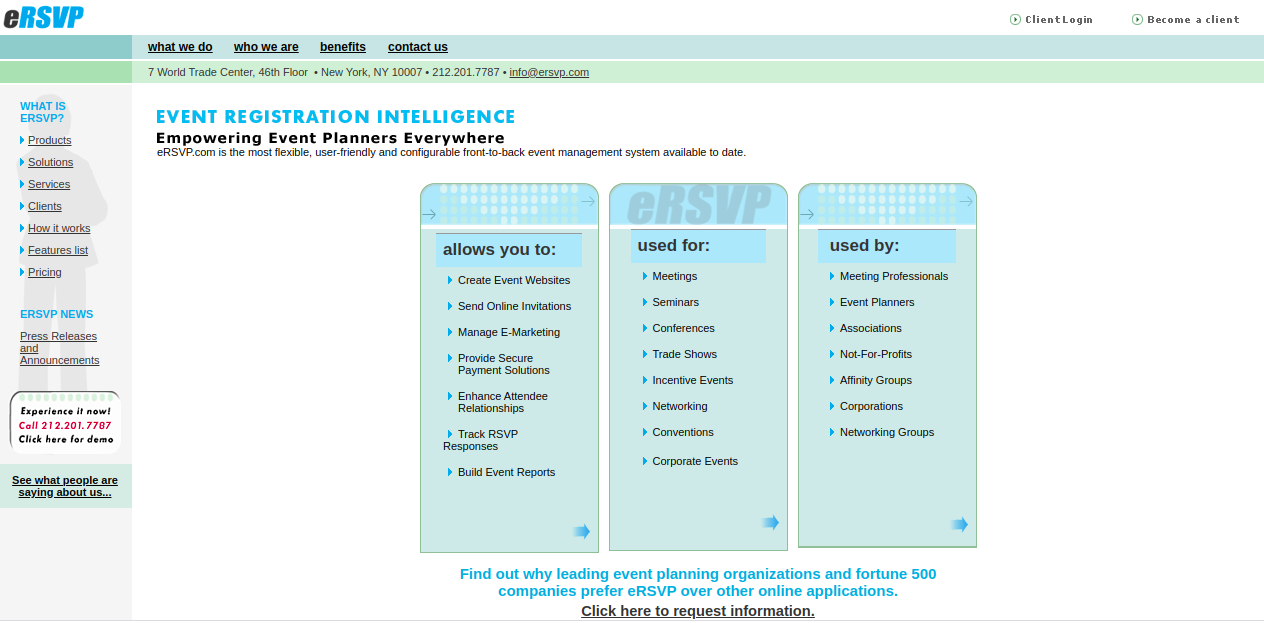 eRSVP
ClientLogin
Become a client
what we do who we are benefits contact us
7 World Trade Center, 46th Floor • New York, NY 10007 • 212.201.7787 • info@ersvp.com
WHAT IS
ERSVP?
Products
Solutions
Services
Clients
How it works
Features list
Pricing
ERSVP NEWS
Press Releases
and
Announcements
Experience it now!
Call 212.201.7787
Click here for demo
See what people are
saying about us...
EVENT REGISTRATION INTELLIGENCE
Empowering Event Planners Everywhere
eRSVP.com is the most flexible, user-friendly and configurable front-to-back event management system available to date.
allows you to:
Create Event Websites
Send Online Invitations
Manage E-Marketing
Provide Secure
Payment Solutions
Enhance Attendee
Relationships
Track RSVP
Responses
Build Event Reports
eRSVP
used for:
Meetings
Seminars
Conferences
Trade Shows
Incentive Events
Networking
Conventions
Corporate Events
used by:
Meeting Professionals
Event Planners
Associations
Not-For-Profits
Affinity Groups
Corporations
Networking Groups
Find out why leading event planning organizations and fortune 500
companies prefer eRSVP over other online applications.
Click here to request information.